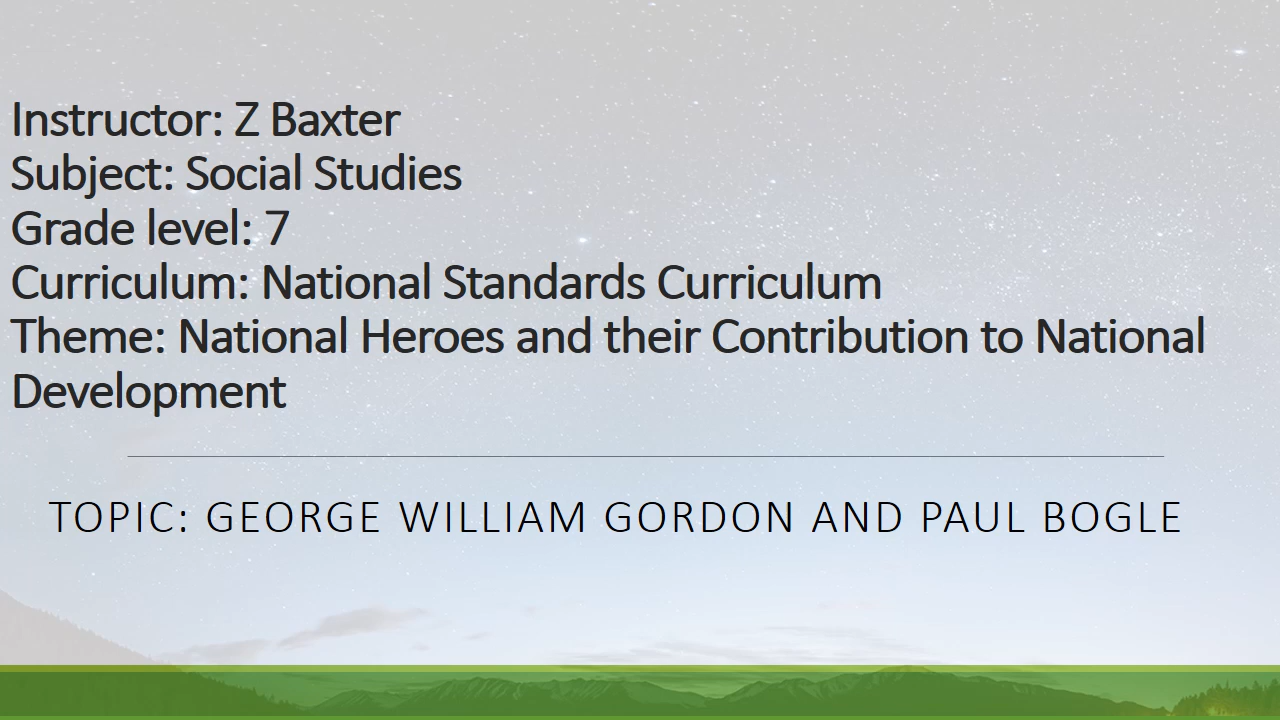 Instructor: Z Baxter
Subject: Social Studies
Grade level: 7
Curriculum: National Standards Curriculum
Theme: National Heroes and their Contribution to National
Development
TOPIC: GEORGE WILLIAM GORDON AND PAUL BOGLE